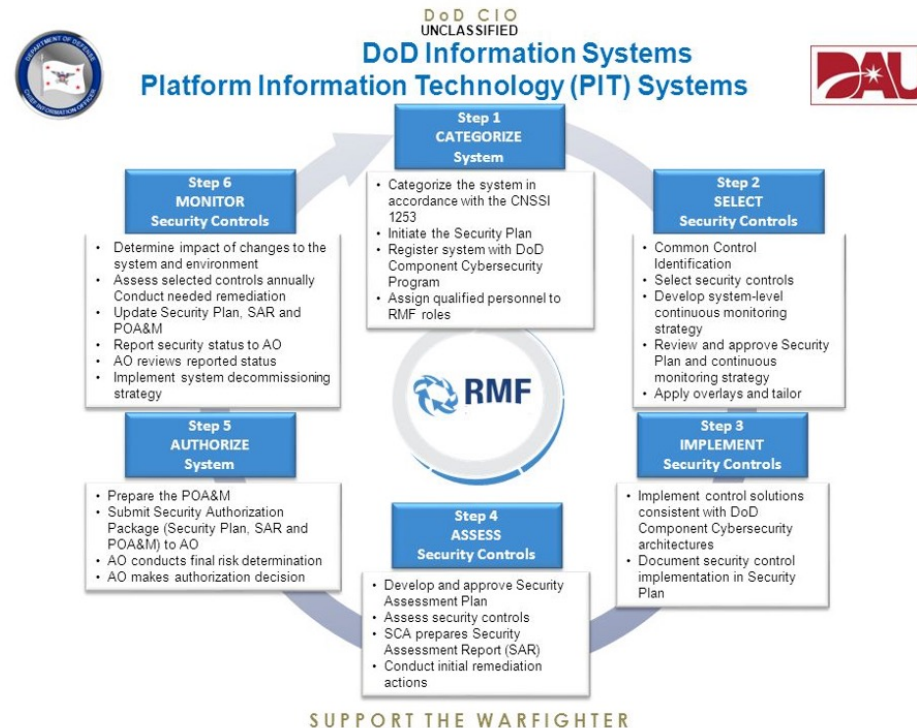 DoD CIO
UNCLASSIFIED
DoD Information Systems
Platform Information Technology (PIT) Systems
DEPARTMENT OF DEFENSE
CHIEF INFORMATION OFFICER
DAU
Step 1
CATEGORIZE
System
• Categorize the system in
accordance with the CNSSI
1253
• Initiate the Security Plan
• Register system with DoD
Component Cybersecurity
Program
• Assign qualified personnel to
RMF roles
Step 2
SELECT
Security Controls
• Common Control
Identification
• Select security controls
• Develop system-level
continuous monitoring
strategy
• Review and approve Security
Plan and continuous
monitoring strategy
• Apply overlays and tailor
Step 3
IMPLEMENT
Security Controls
• Implement control solutions
consistent with DoD
Component Cybersecurity
architectures
• Document security control
implementation in Security
Plan
Step 4
ASSESS
Security Controls
• Develop and approve Security
Assessment Plan
• Assess security controls
• SCA prepares Security
Assessment Report (SAR)
• Conduct initial remediation
actions
Step 5
AUTHORIZE
System
• Prepare the POA&M
• Submit Security Authorization
Package (Security Plan, SAR and
POA&M) to AO
• AO conducts final risk determination
• AO makes authorization decision
Step 6
MONITOR
Security Controls
• Determine impact of changes to the
system and environment
• Assess selected controls annually
Conduct needed remediation
• Update Security Plan, SAR and
POA&M
• Report security status to AO
• AO reviews reported status
• Implement system decommissioning
strategy
RMF
SUPPORT THE WARFIGHTER